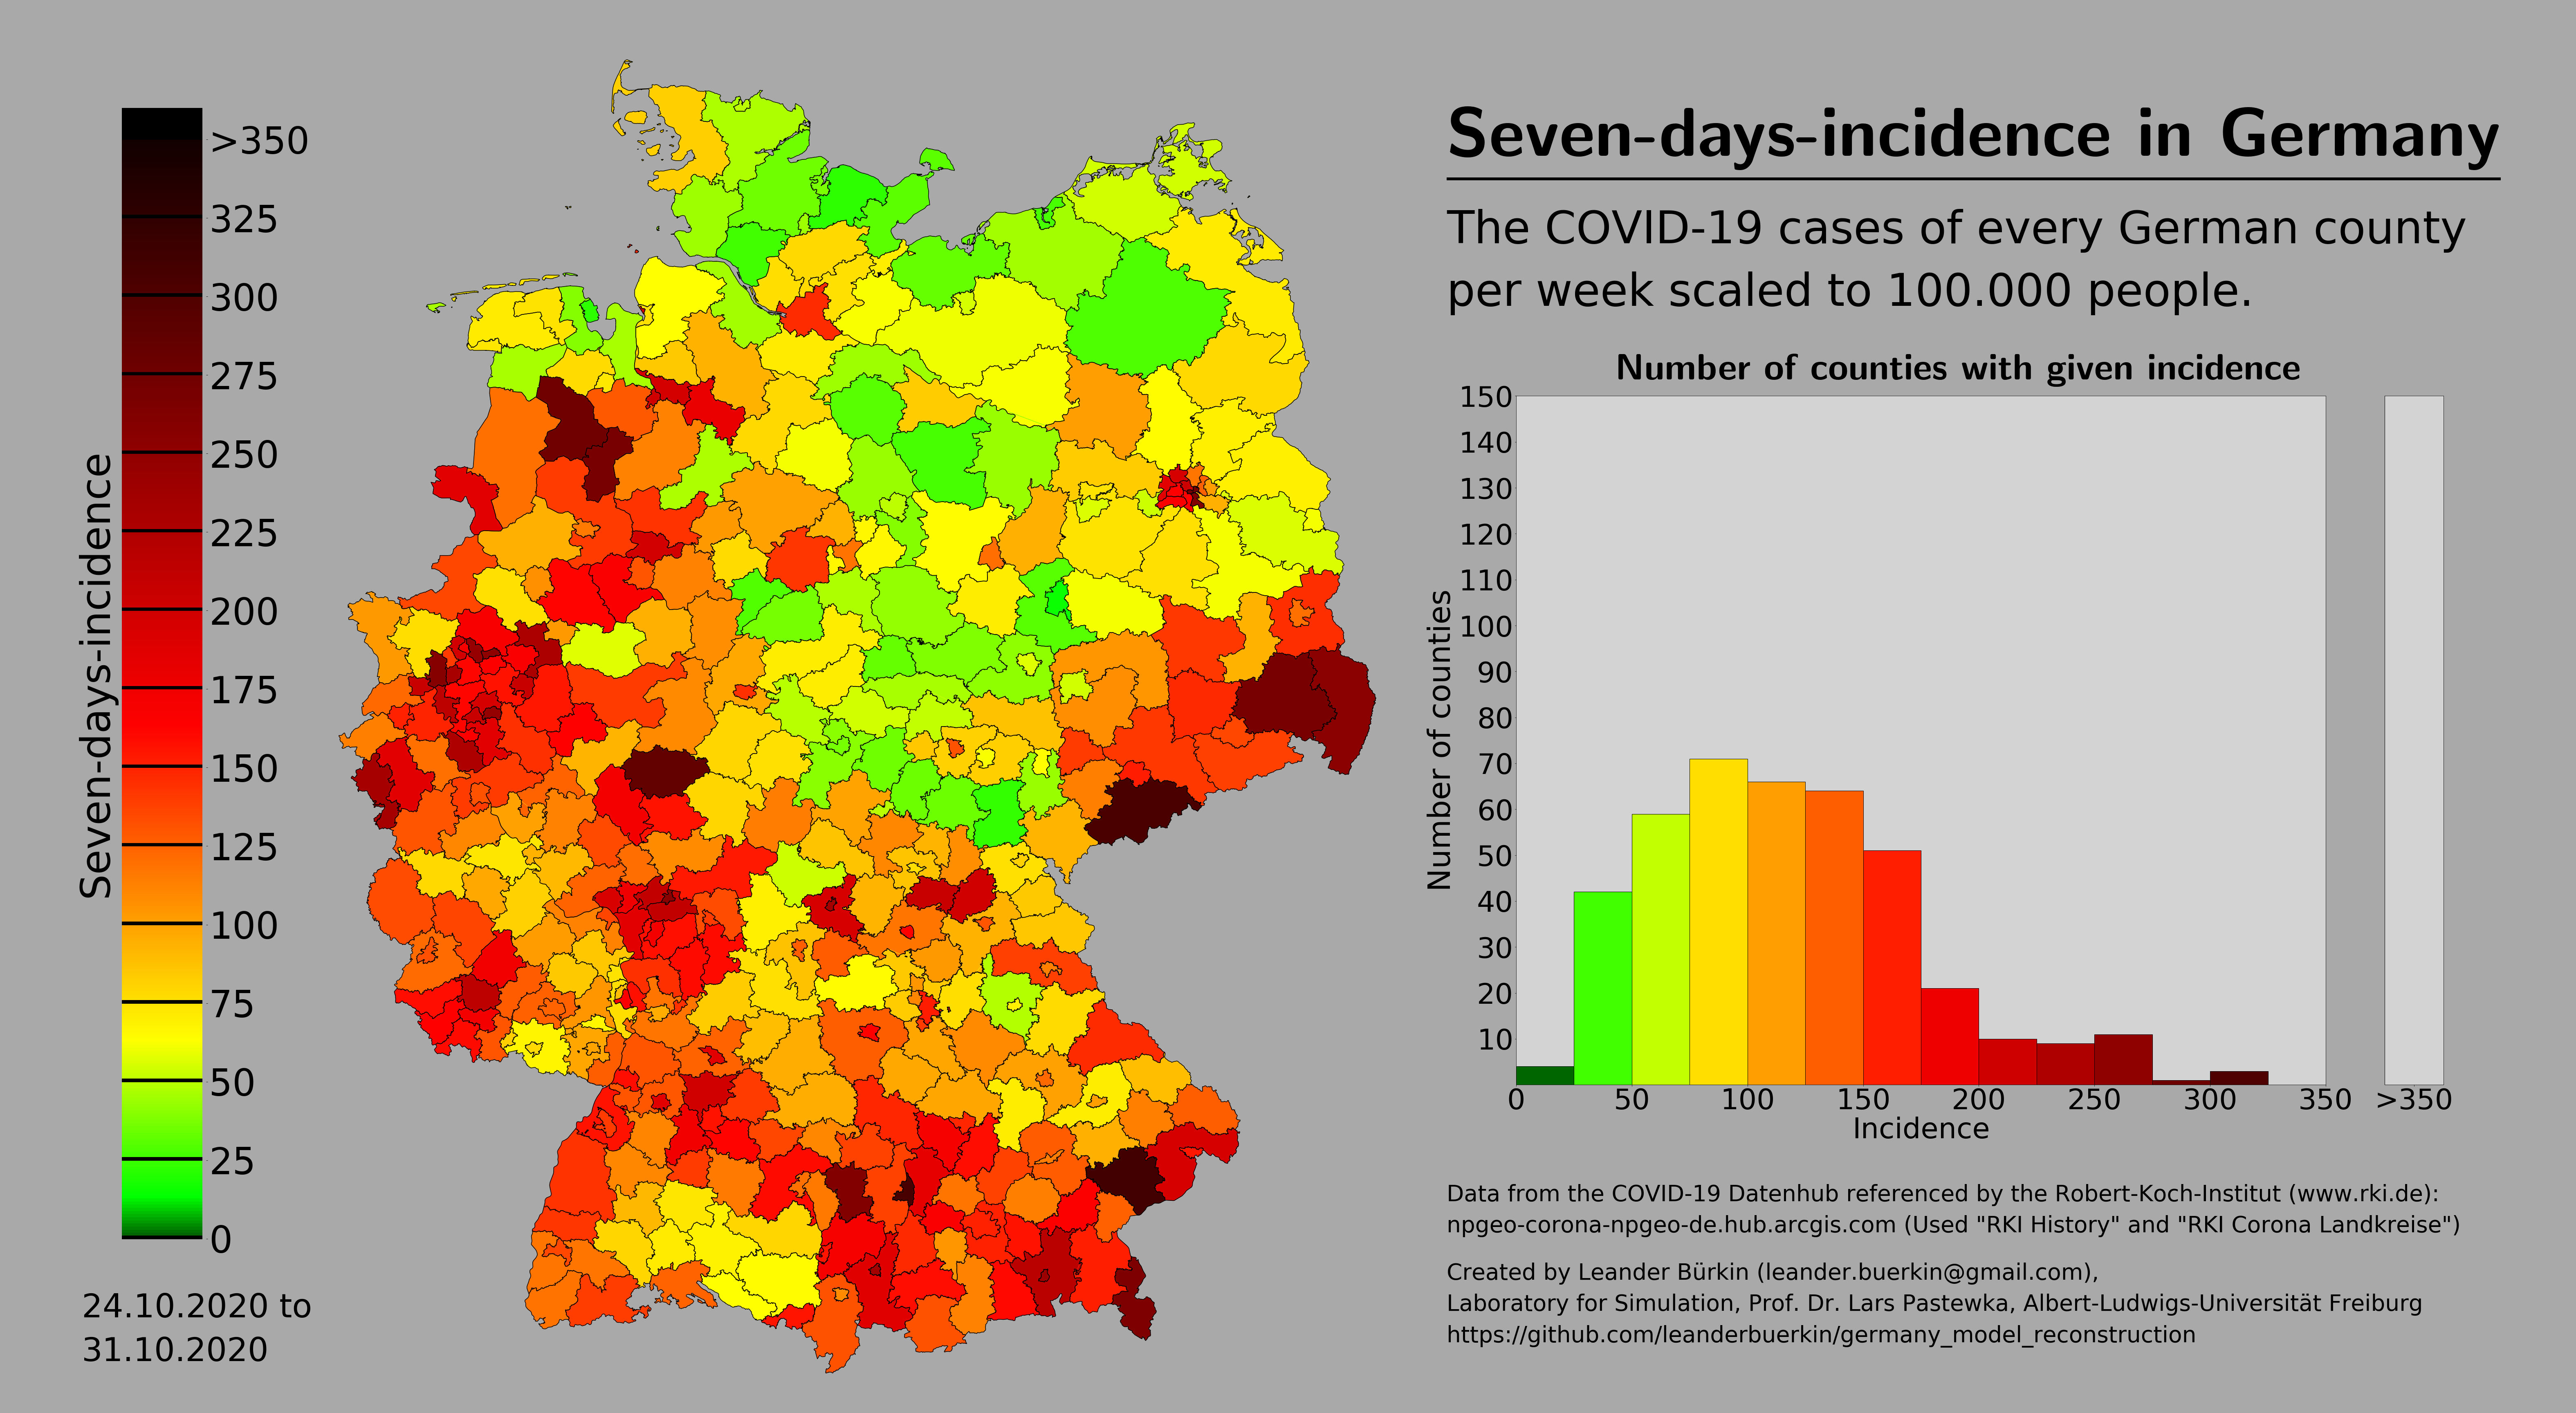 Seven-days-incidence in Germany
The COVID-19 cases of every German county
per week scaled to 100.000 people.
>350
325
300
275
250
225
200
175
150
125
100
75
50
25
0
Seven-days-incidence
24.10.2020 to
31.10.2020
Number of counties with given incidence
150
140
130
120
110
100
90
80
70
60
50
40
30
20
10
Number of counties
0 50 100 150 200 250 300 350 >350
Incidence
Data from the COVID-19 Datenhub referenced by the Robert-Koch-Institut (www.rki.de):
npgeo-corona-npgeo-de.hub.arcgis.com (Used "RKI History" and "RKI Corona Landkreise")
Created by Leander Bürkin (leander.buerkin@gmail.com),
Laboratory for Simulation, Prof. Dr. Lars Pastewka, Albert-Ludwigs-Universität Freiburg
https://github.com/leanderbuerkin/germany_model_reconstruction